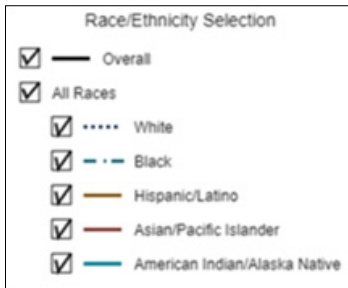 Race/Ethnicity Selection
Overall
All Races
White
Black
Hispanic/Latino
Asian/Pacific Islander
American Indian/Alaska Native